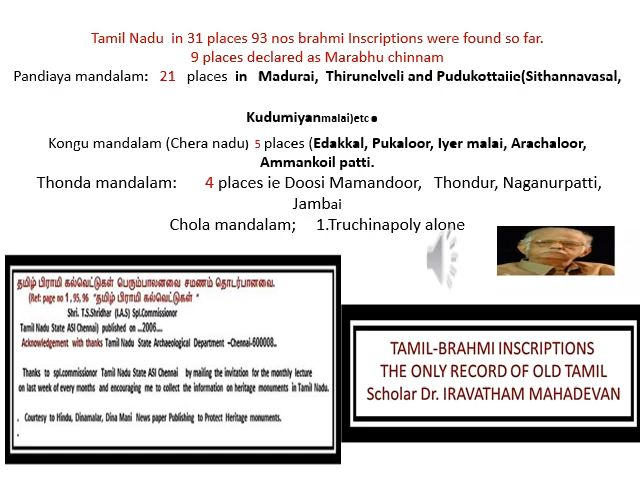 Tamil Nadu in 31 places 93 nos brahmi Inscriptions were found so far.
9 places declared as Marabhu chinnam
Pandiaya mandalam: 21 places in Madurai, Thirunelveli and Pudukottaiie(Sithannavasal,
Kudumiyanmalai)etc •
Kongu mandalam (Chera nadu) 5 places (Edakkal, Pukaloor, Iyer malai, Arachaloor,
Ammankoil patti.
Thonda mandalam: 4 places ie Doosi Mamandoor, Thondur, Naganurpatti,
Jambai
Chola mandalam; 1.Truchinapoly alone
தமிழ் பிராமி கல்வெட்டுகள் பெரும்பாலனவை சமணம் தொடர்பானவை.
(Ref: page no 1 , 95, 96 "தமிழ் பிராமி கல்வெட்டுகள் "
Shri. T.S.Shridhar (I.A.S) Spl.Commissionor
Tamil Nadu State ASI Chennai) published on ...2006....
Acknowledgement with thanks Tamil Nadu State Archaeological Department -Chennai-600008..
Thanks to spl.commissionor Tamil Nadu State ASI Chennai by mailing the invitation for the monthly lecture
on last week of every months and encouraging me to collect the information on heritage monuments in Tamil Nadu.
. Courtesy to Hindu, Dinamalar, Dina Mani News paper Publishing to Protect Heritage monuments.
.
TAMIL-BRAHMI INSCRIPTIONS
THE ONLY RECORD OF OLD TAMIL
Scholar Dr. IRAVATHAM MAHADEVAN